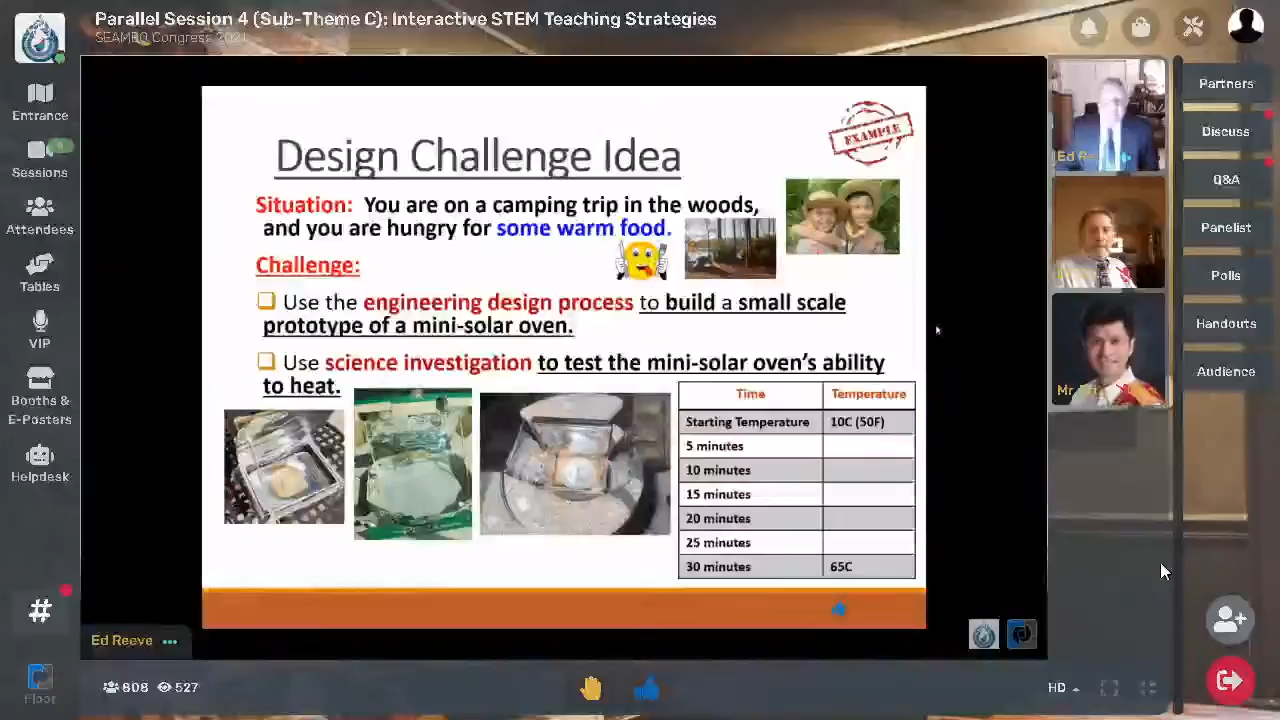 Parallel Session 4 (Sub-Theme C): Interactive STEM Teaching Strategies
SEAMEO Congress 2021
Entrance
Sessions
Attendees
Tables
VIP
Booths &
E-Posters
Helpdesk
#
Floor
Design Challenge Idea
EXAMPLE
Situation: You are on a camping trip in the woods,
and you are hungry for some warm food.
Challenge:
Use the engineering design process to build a small scale
prototype of a mini-solar oven.
Use science investigation to test the mini-solar oven's ability
to heat.
Time Temperature
Starting Temperature 10C (50F)
5 minutes
10 minutes
15 minutes
20 minutes
25 minutes
30 minutes 65C
Ed Reeve
608 527
HD
Ed
Mr.
Partners
Discuss
Q&A
Panelist
Polls
Handouts
Audience